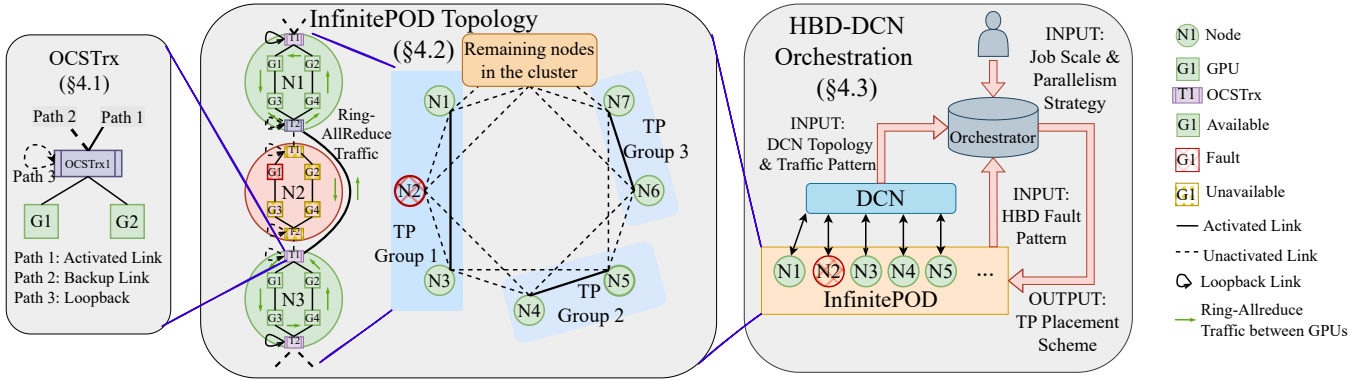 OCSTrx
(§4.1)
Path 2
Path 1
OCSTrx1
Path 3
G1
G2
Path 1: Activated Link
Path 2: Backup Link
Path 3: Loopback
InfinitePOD Topology
(§4.2)
T1
G1
G2
N1
G3
G4
T2
Ring-
AllReduce
Traffic
T1
G1
G2
N2
G3
G4
T2
T1
G1
G2
N3
G3
G4
T2
Remaining nodes
in the cluster
N1
N2
TP
Group 1
N3
N4
TP
Group 2
N5
N6
N7
TP
Group 3
HBD-DCN
Orchestration
(§4.3)
INPUT:
Job Scale &
Parallelism
Strategy
INPUT:
DCN Topology
& Traffic Pattern
Orchestrator
INPUT:
HBD Fault
Pattern
DCN
N1
N2
N3
N4
N5
...
InfinitePOD
OUTPUT:
TP Placement
Scheme
N1 Node
G1 GPU
T1 OCSTrx
G1 Available
G1 Fault
G1 Unavailable
Activated Link
Unactivated Link
Loopback Link
Ring-Allreduce
Traffic between GPUs